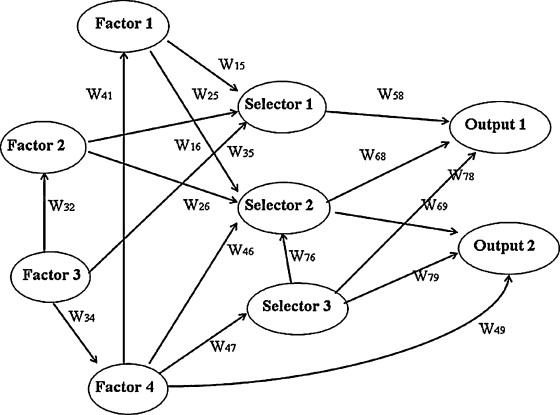 Factor 1
W15
W41
W25
W58
Selector 1
Output 1
Factor 2
W16
W35
W68
W78
W32
W26
Selector 2
W69
Output 2
W46
W76
Factor 3
W79
Selector 3
W34
W47
W49
Factor 4